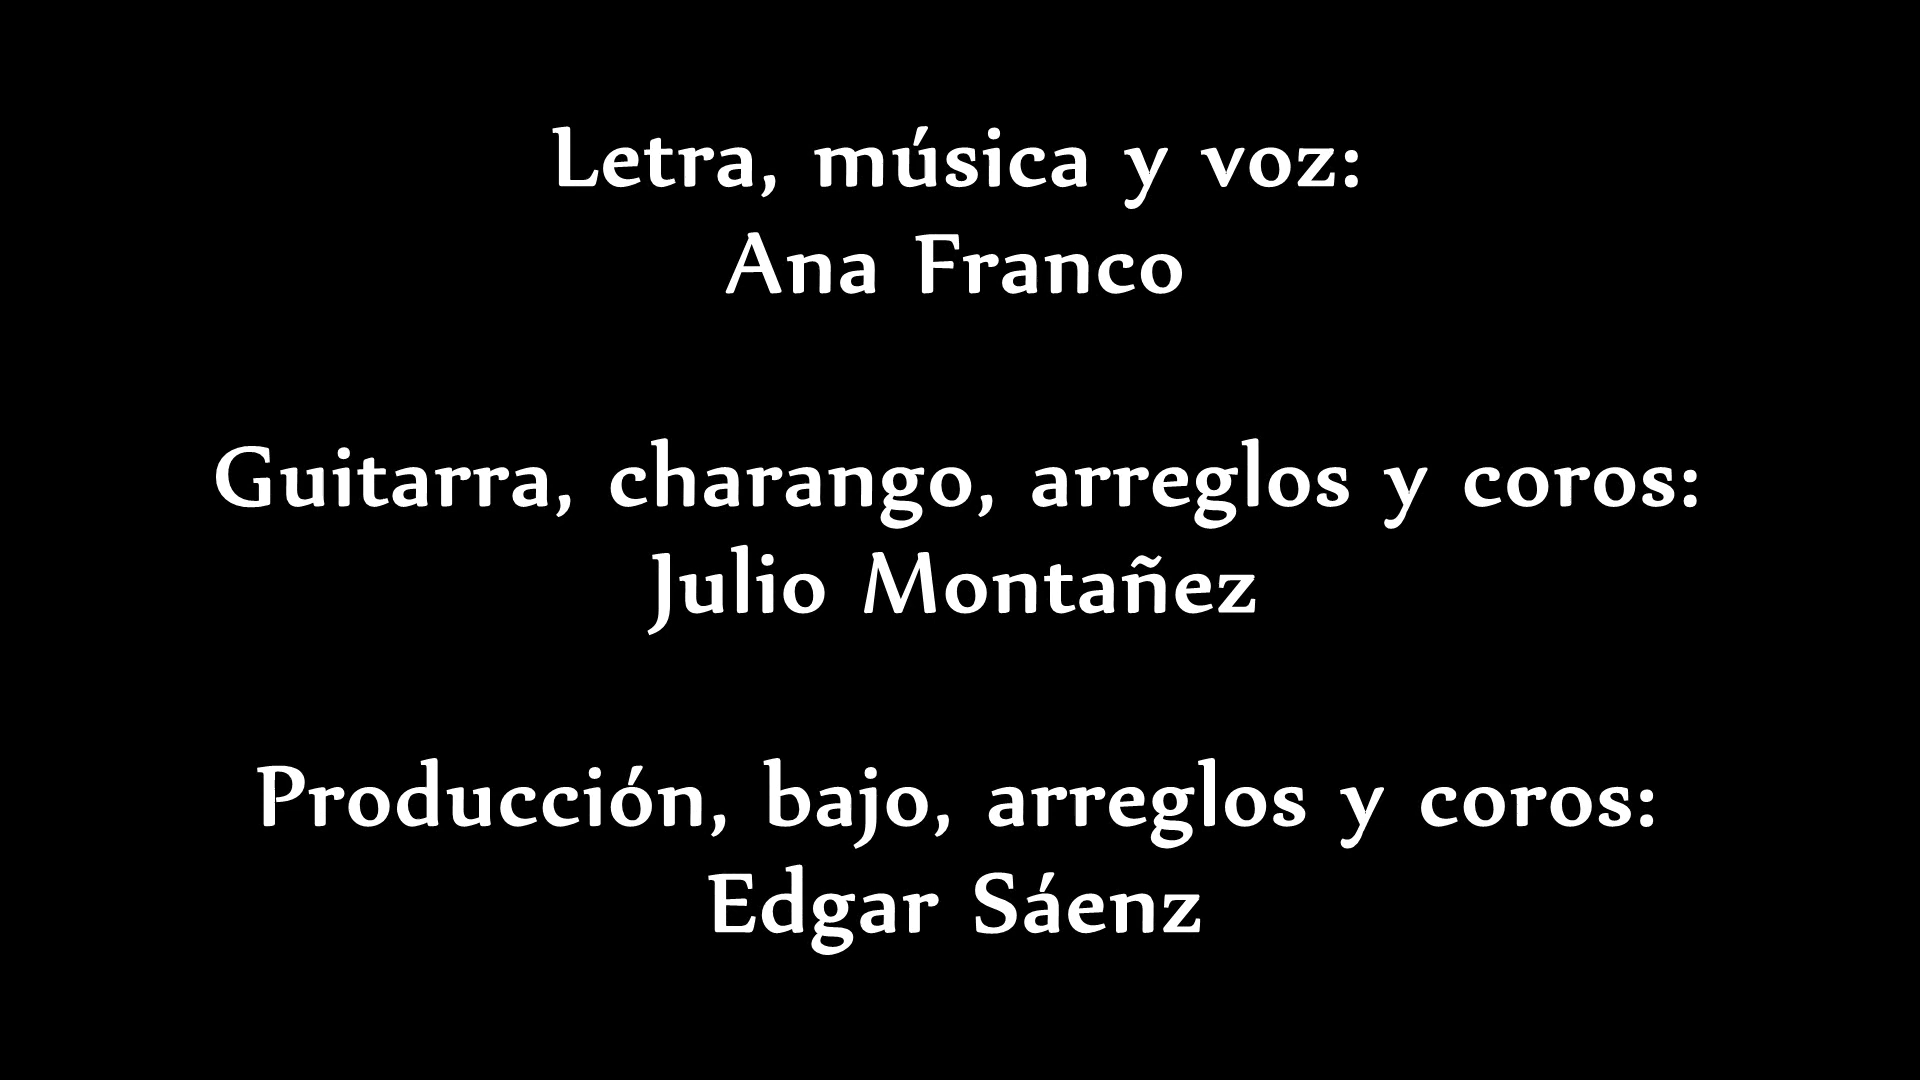 Letra, música y voz:
Ana Franco
Guitarra, charango, arreglos y coros:
Julio Montañez
Producción, bajo, arreglos y coros:
Edgar Sáenz